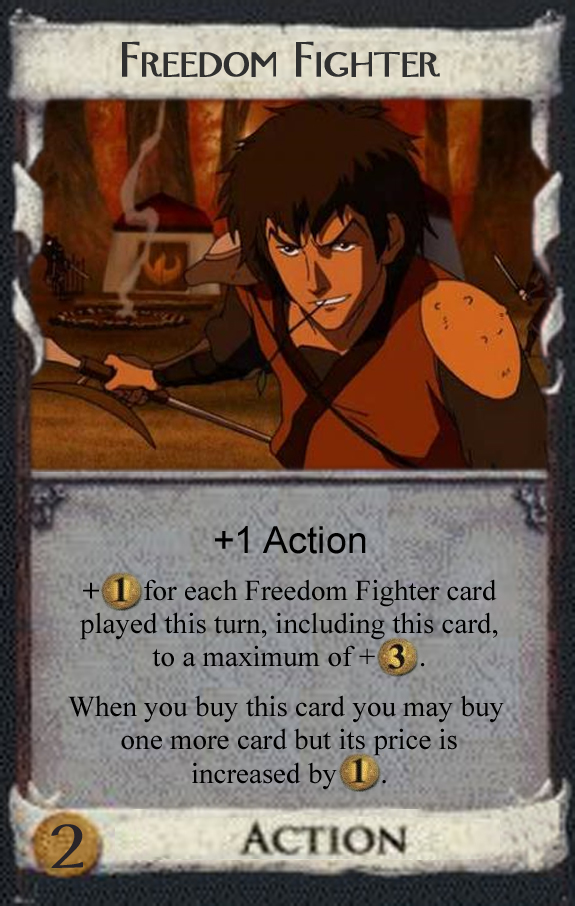 Freedom Fighter
+1 Action
+1 for each Freedom Fighter card
played this turn, including this card,
to a maximum of +3.
When you buy this card you may buy
one more card but its price is
increased by 1.
2 Action